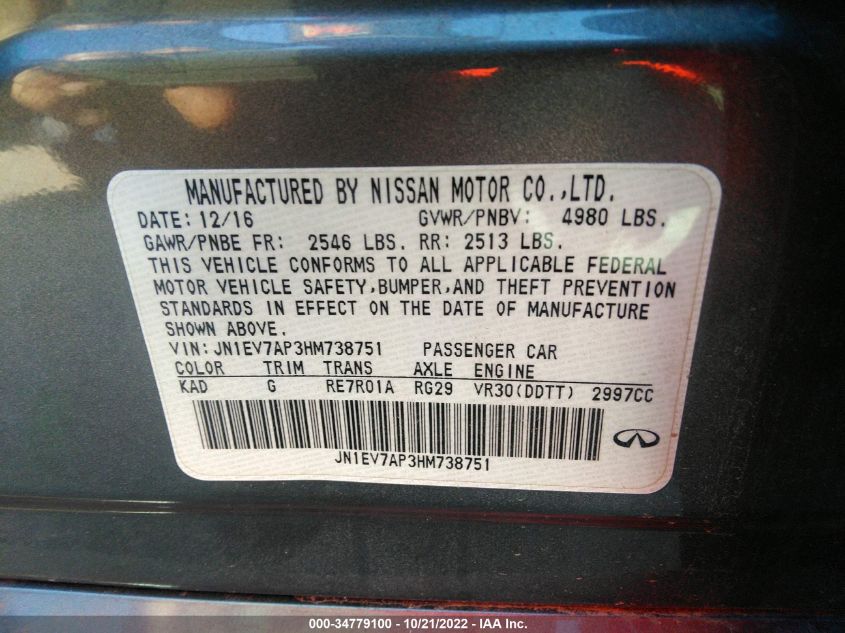 MANUFACTURED BY NISSAN MOTOR CO.,LTD.
DATE: 12/16 GVWR/PNBV: 4980 LBS.
GAWR/PNBE FR: 2546 LBS. RR: 2513 LBS.
THIS VEHICLE CONFORMS TO ALL APPLICABLE FEDERAL
MOTOR VEHICLE SAFETY,BUMPER,AND THEFT PREVENTION
STANDARDS IN EFFECT ON THE DATE OF MANUFACTURE
SHOWN ABOVE.
VIN:JN1EV7AP3HM738751 PASSENGER CAR
COLOR TRIM TRANS AXLE ENGINE
KAD G RE7R01A RG29 VR30(DDTT) 2997CC
JN1EV7AP3HM738751
000-34779100 - 10/21/2022 - IAA Inc.